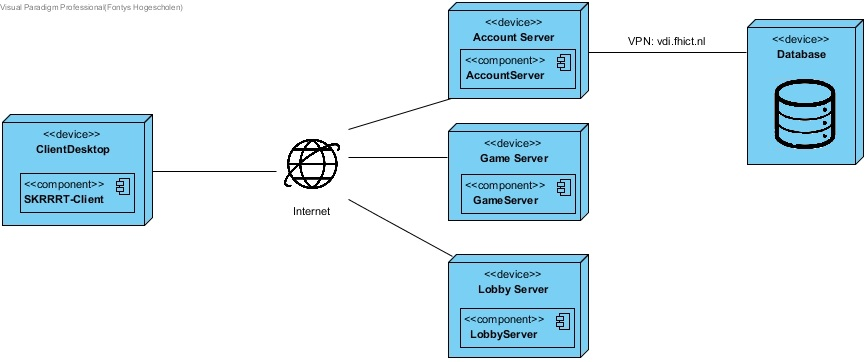 Visual Paradigm Professional(Fontys Hogescholen)
<<device>>
ClientDesktop
<<component>>
SKRRRT-Client
Internet
<<device>>
Account Server
<<component>>
AccountServer
VPN: vdi.fhict.nl
<<device>>
Database
<<device>>
Game Server
<<component>>
GameServer
<<device>>
Lobby Server
<<component>>
LobbyServer